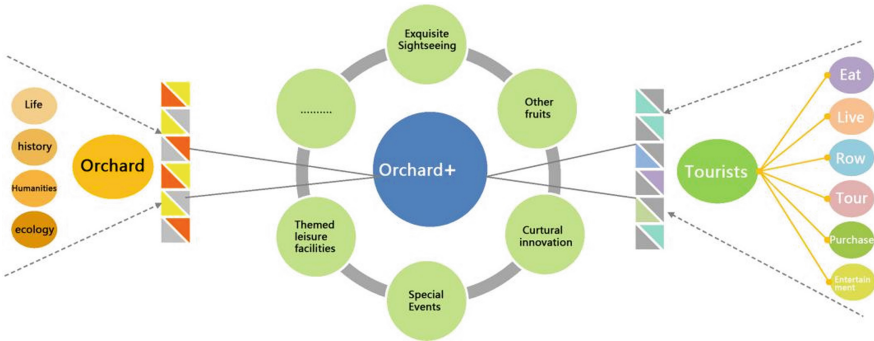 Life
history
Humanities
ecology
Orchard
Exquisite
Sightseeing
..........
Other
fruits
Orchard+
Themed
leisure
facilities
Curtural
innovation
Special
Events
Tourists
Eat
Live
Row
Tour
Purchase
Entertain
ment